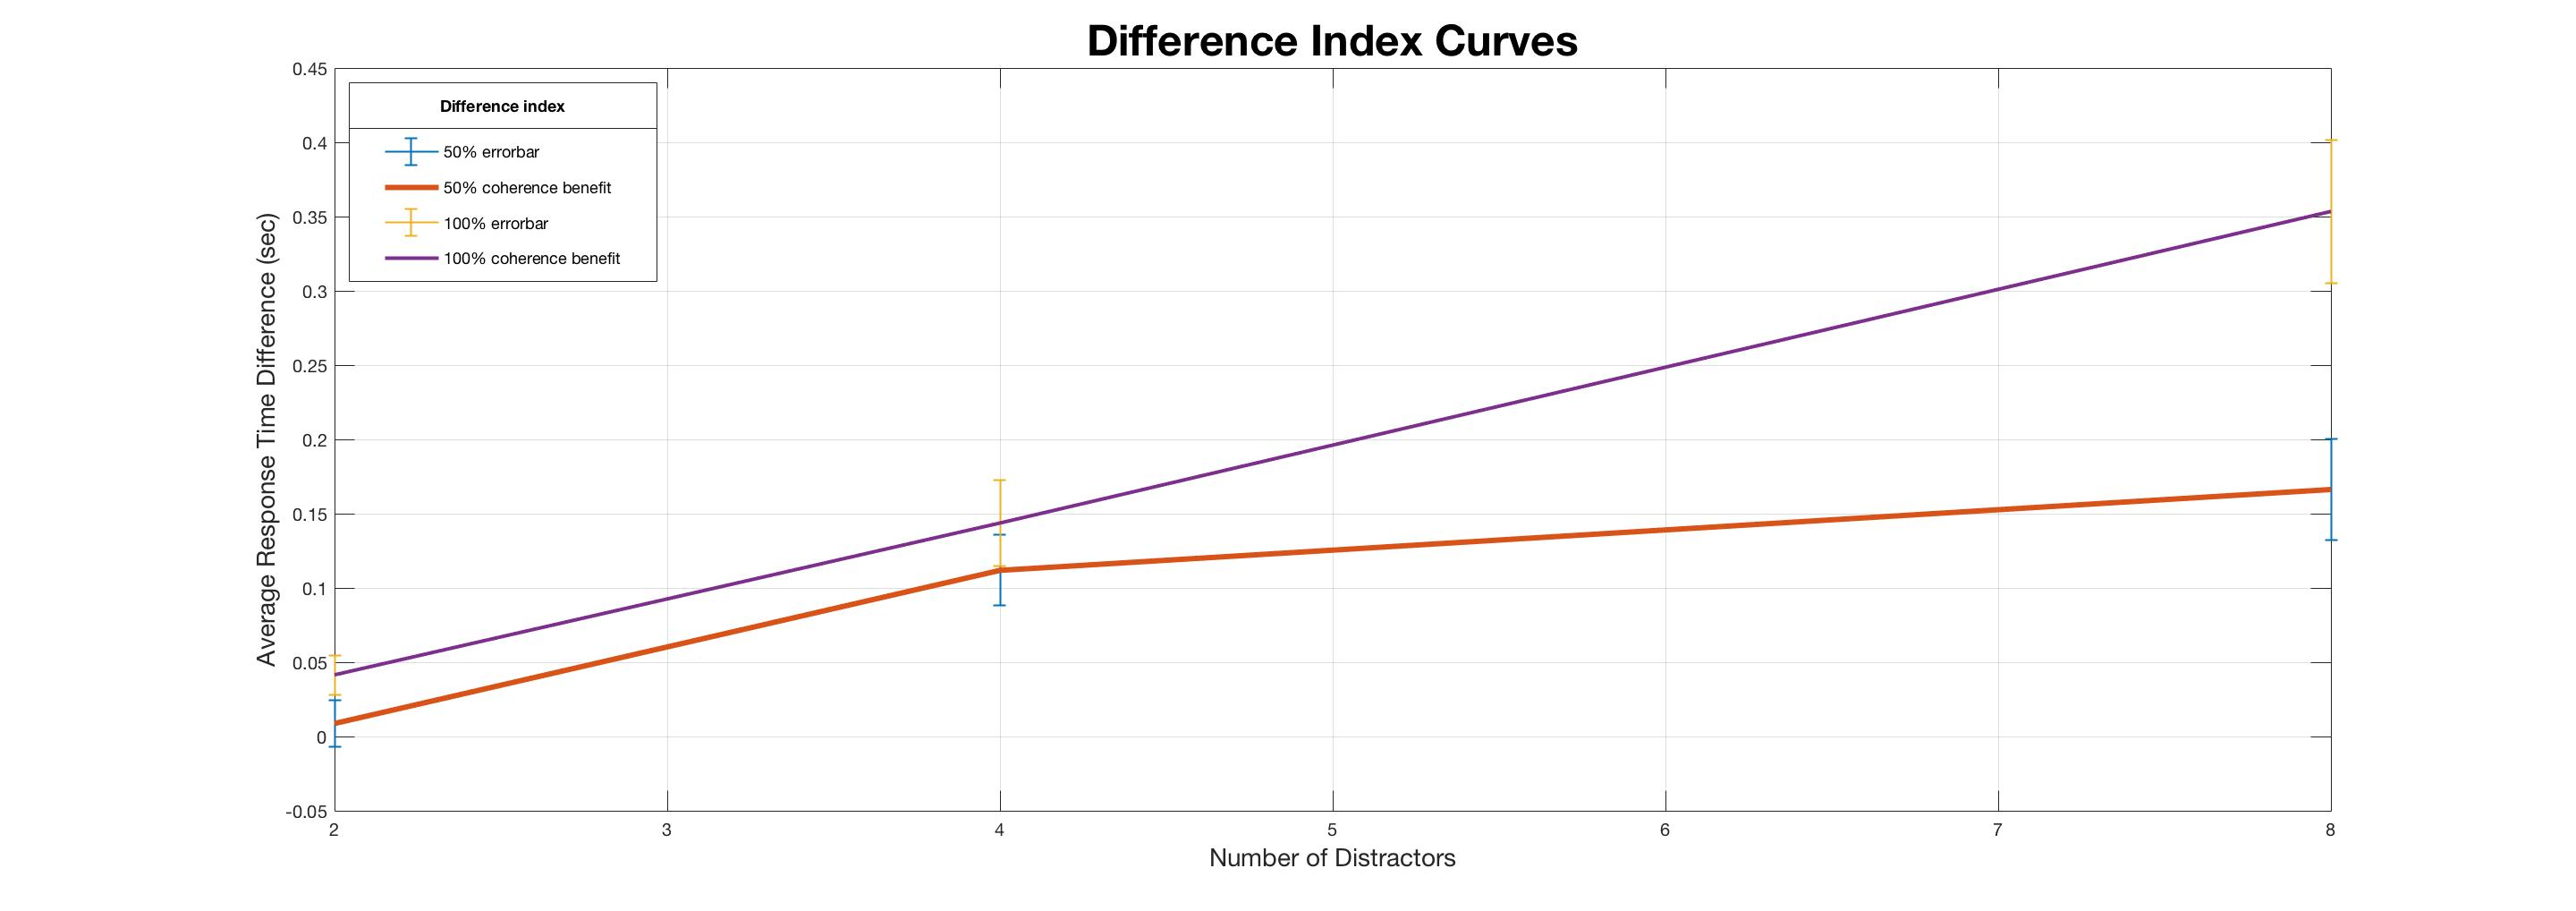 Difference Index Curves
0.45
Difference index
50% errorbar
50% coherence benefit
100% errorbar
100% coherence benefit
0.4
0.35
0.3
0.25
0.2
0.15
0.1
0.05
0
-0.05
Average Response Time Difference (sec)
2 3 4 5 6 7 8
Number of Distractors